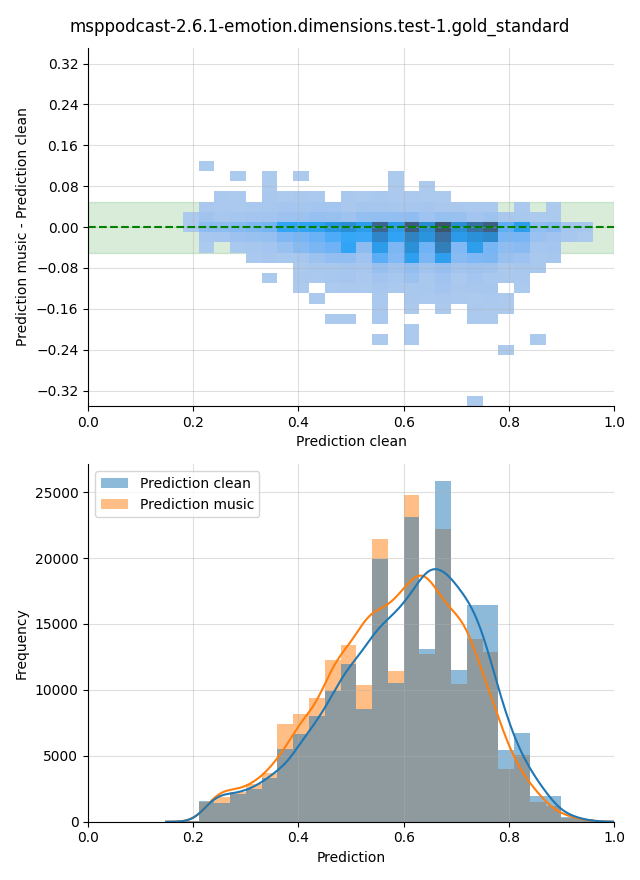 msppodcast-2.6.1-emotion.dimensions.test-1.gold_standard
Prediction music - Prediction clean
0.32
0.24
0.16
0.08
0.00
−0.08
−0.16
−0.24
−0.32
0.0 0.2 0.4 0.6 0.8 1.0
Prediction clean
Prediction clean
Prediction music
Frequency
25000
20000
15000
10000
5000
0
0.0 0.2 0.4 0.6 0.8 1.0
Prediction